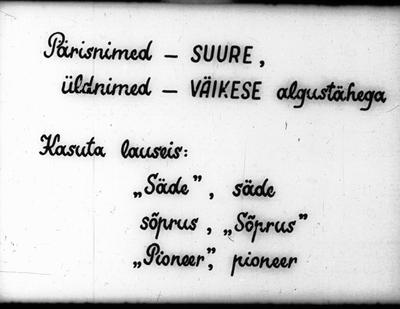 Pärisnimed — SUURE,
üldnimed — VÄIKESE algustähega
Kasuta lauseis:
„Säde”, säde
sõprus, „Sõprus”
„Pioneer”, pioneer